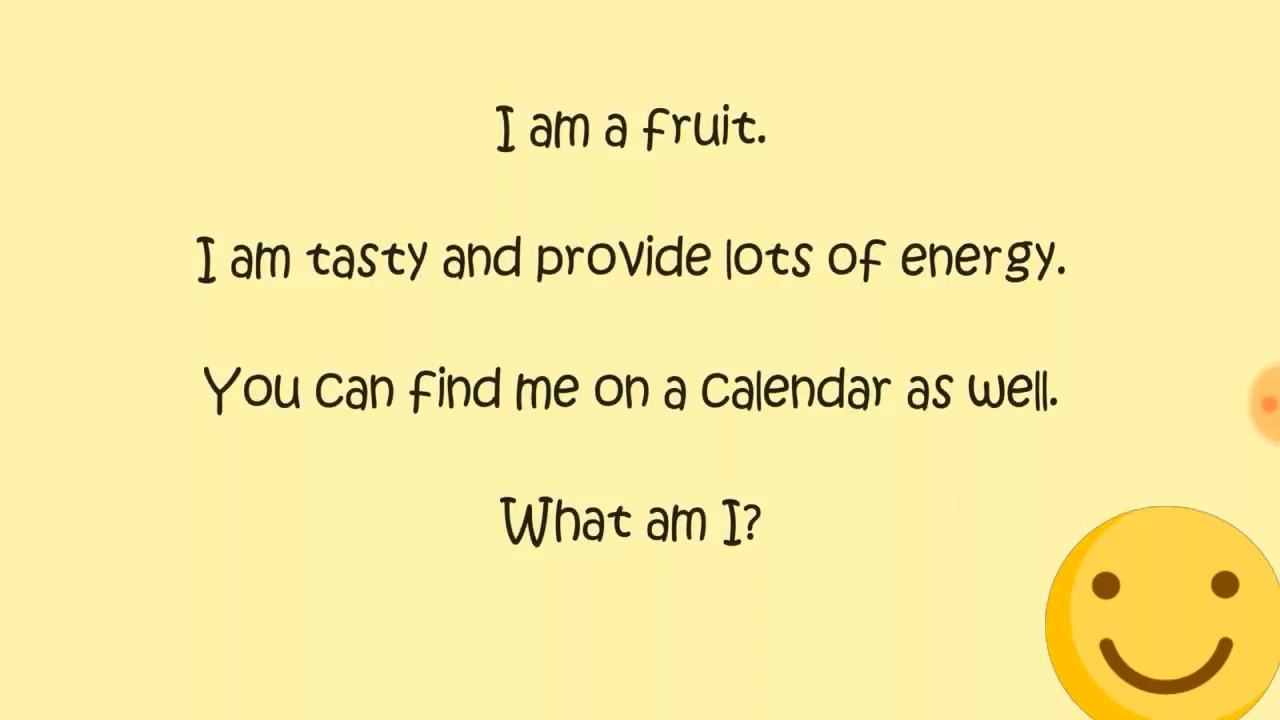 I am a fruit.
I am tasty and provide lots of energy.
You can find me on a calendar as well.
What am I?